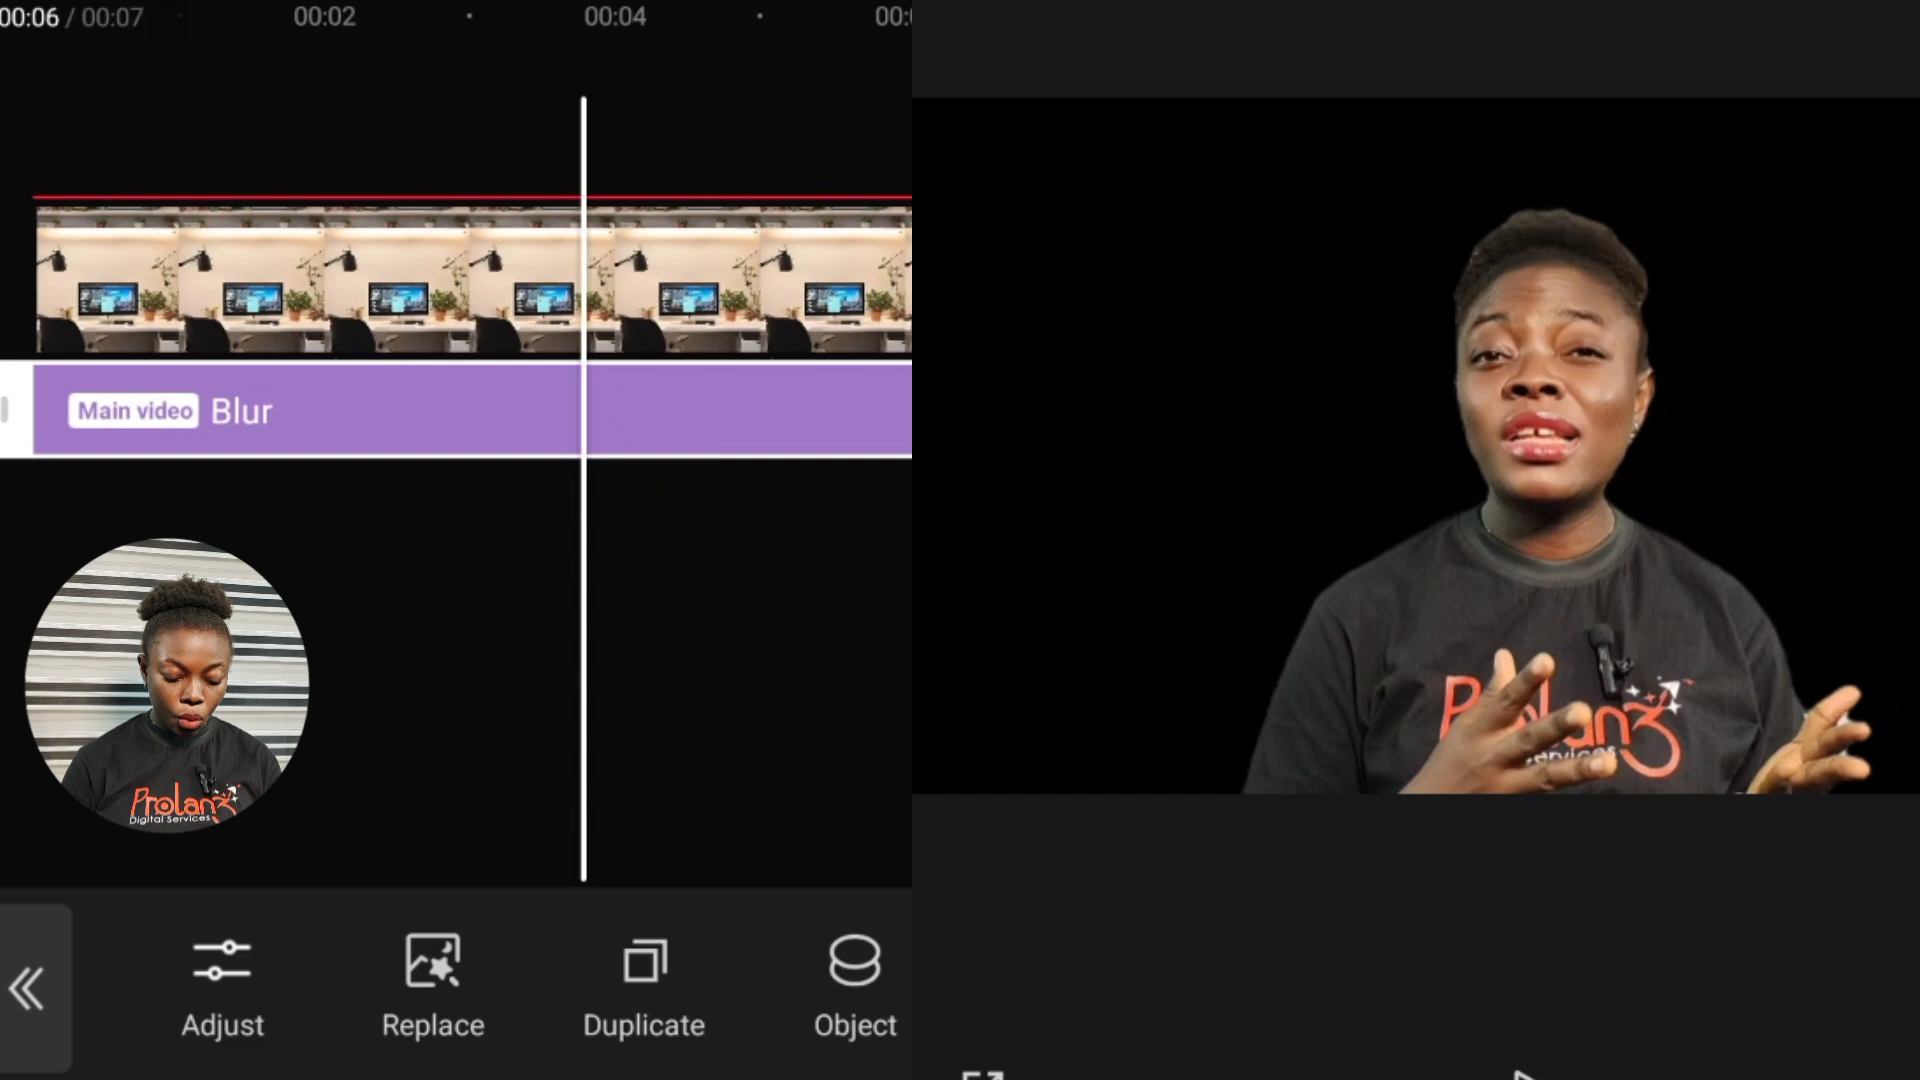 00:06 / 00:07
00:02
00:04
Main video Blur
Prolanz
Digital Services
Adjust
Replace
Duplicate
Object